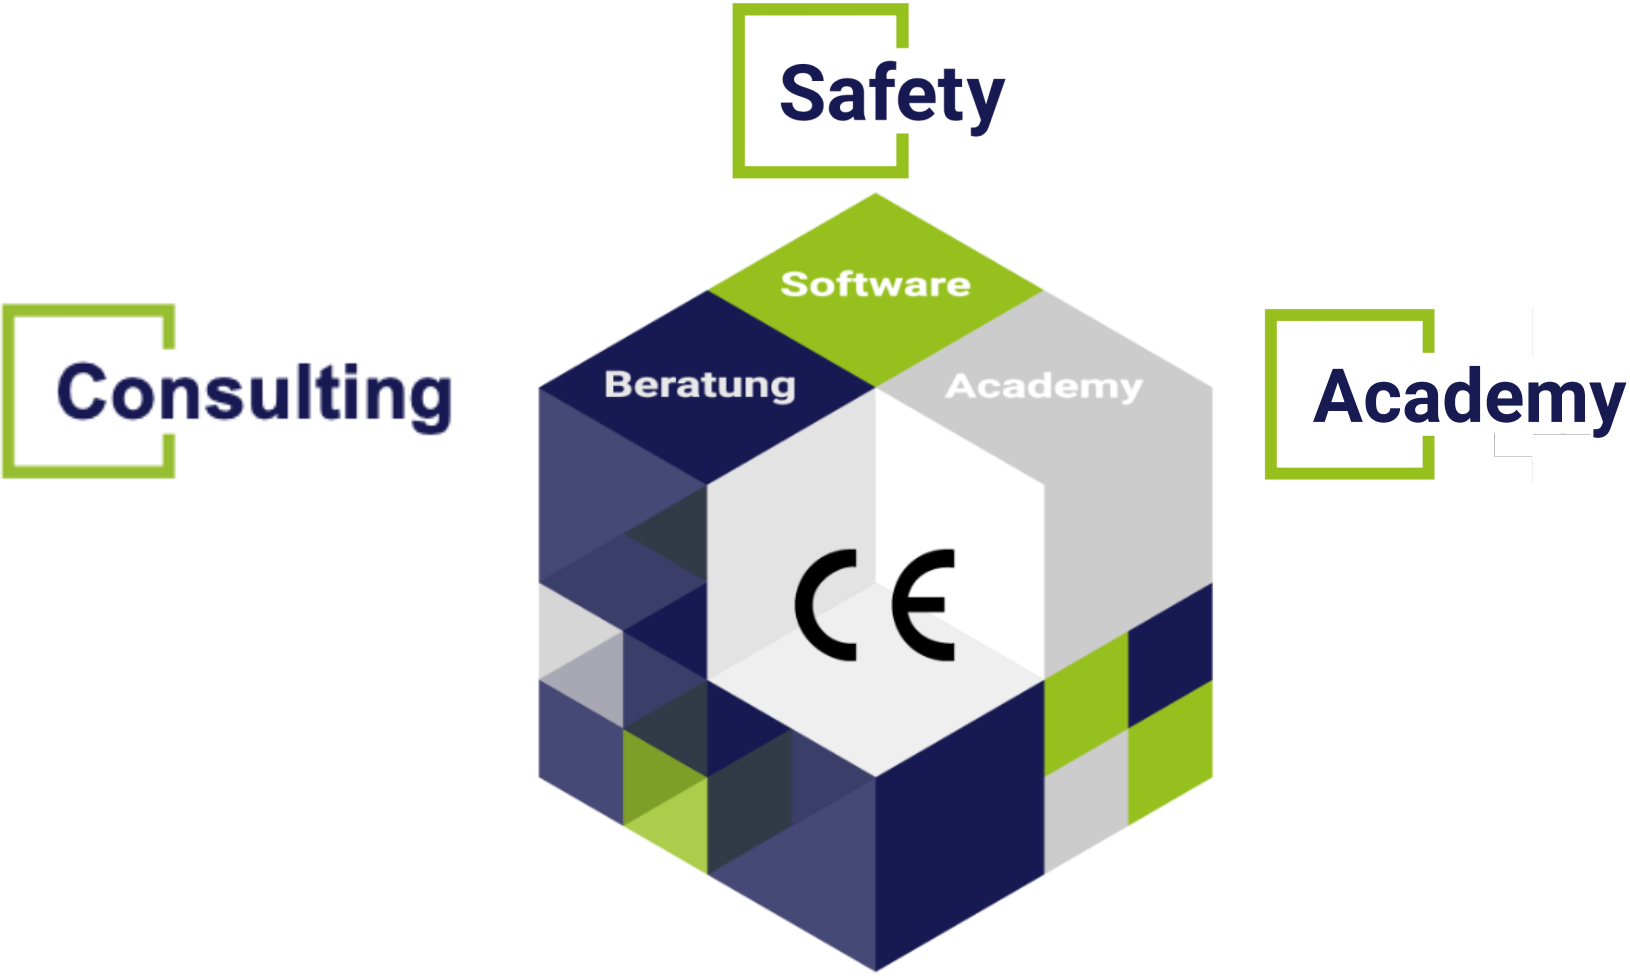 Safety
Software
Consulting
Beratung
Academy
Academy
CE